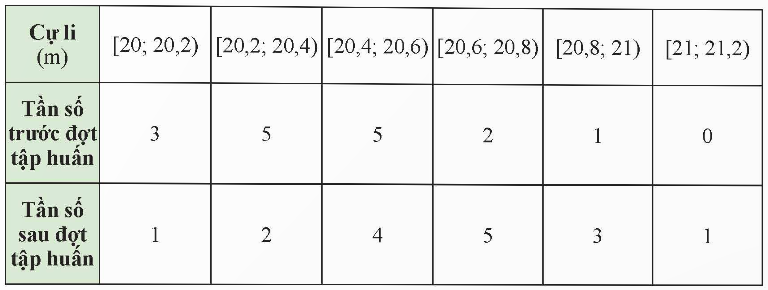 Cự li
(m)
[20; 20,2) [20,2; 20,4) [20,4; 20,6) [20,6; 20,8) [20,8; 21) [21; 21,2)
Tần số
trước đợt
tập huấn
3 5 5 2 1 0
Tần số
sau đợt
tập huấn
1 2 4 5 3 1